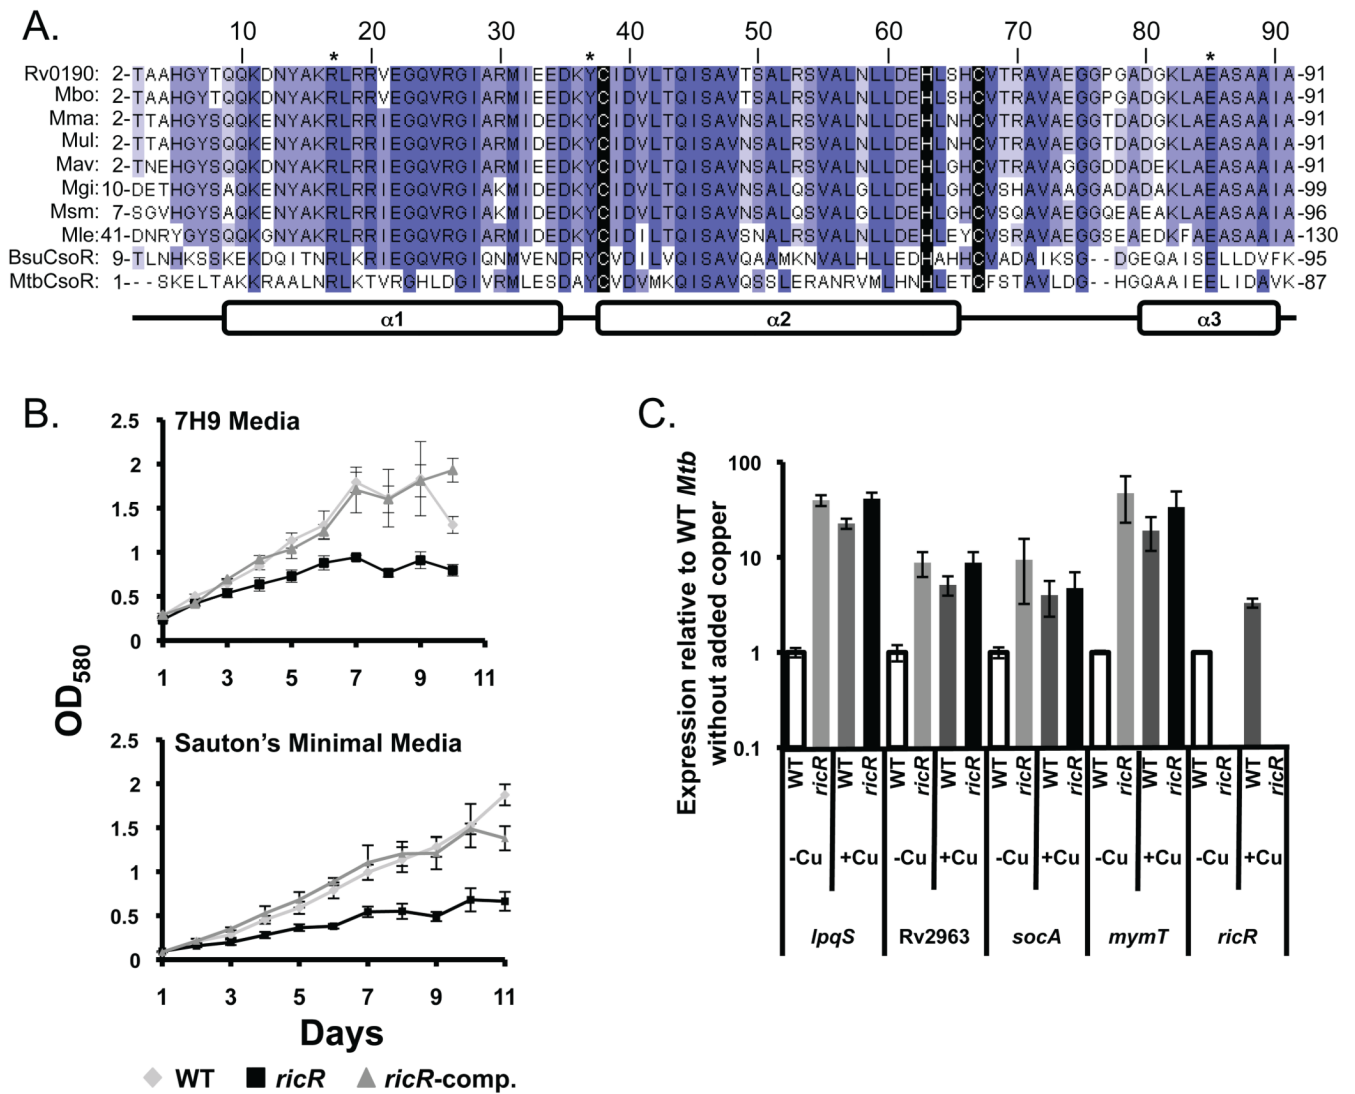 A.
10 20 30 40 50 60 70 80 90
* * *
Rv0190: 2-TAAHGYTQQKDNYAKRLRRVEGQVRGIARMIEEDKYCIDVLTQISAVTSALRSVALNLLDEHLSHCVTRAVAEGGPGADGKLAEASAAIA-91
Mbo: 2-TAAHGYTQQKDNYAKRLRRVEGQVRGIARMIEEDKYCIDVLTQISAVTSALRSVALNLLDEHLSHCVTRAVAEGGPGADGKLAEASAAIA-91
Mma: 2-TTAHGYSQQKDNYAKRLRRIEGQVRGIARMIEEDKYCIDVLTQISAVNSALRSVALNLLDEHLNHCVTRAVAEGGTDADGKLAEASAAIA-91
Mul: 2-TTAHGYSQQKDNYAKRLRRIEGQVRGIARMIEEDKYCIDVLTQISAVNSALRSVALNLLDEHLNHCVTRAVAEGGTDADGKLAEASAAIA-91
Mav: 2-TNEHGYSQQKDNYAKRLRRIEGQVRGIARMIDEDKYCIDVLTQISAVNSALRSVALNLLDEHLGHCVTRAVAGGGDDADGKLAEASAAIA-91
Mgi: 10-DETHGYSAQKENYAKRLRRIEGQVRGIAKMIDEDKYCIDVLTQISAVNSALQSVALGLLDEHLGHCVSHAVAAGGADADAKLAEASAAIA-99
Msm: 7-SGVHGYSAQKENYAKRLRRIEGQVRGIAKMIDEDKYCIDVLTQISAVNSALQSVALGLLDEHLGHCVSQAVAEGGQEAEAKLAEASAAIA-96
Mle: 41-DNRYGYSQQKGNYAKRLRRIEGQVRGIARMIDEDKYCIDILTQISAVSNALRSVALNLLDEHLEYCVSRAVAEGGSEAEDKFAEASAAIA-130
BsuCsoR: 9-TLNHKSSKEKDQITNRLKRIEGQVRGIQNMVENDRYCVDILVQISAVQAAMKNVALHLLEDHAHHCVADAIKSG--DGEQAISELLDVFK-95
MtbCsoR: 1---SKELTAKKRAALNRLKTVRGHLDGIVRMLESDAYCVDVMKQISAVQSSLERANRVMLHNHLETCFSTAVLDG--HGQAAIEELIDAVK-87
α1 α2 α3
B.
7H9 Media
2.5
2
1.5
1
0.5
0
1 3 5 7 9 11
OD580
Sauton's Minimal Media
2.5
2
1.5
1
0.5
0
1 3 5 7 9 11
Days
WT ricR ricR-comp.
C.
Expression relative to WT Mtb
without added copper
100
10
1
0.1
WT ricR WT ricR WT ricR WT ricR WT ricR WT ricR WT ricR WT ricR WT ricR WT ricR
-Cu +Cu -Cu +Cu -Cu +Cu -Cu +Cu -Cu +Cu
lpqS Rv2963 socA mymT ricR